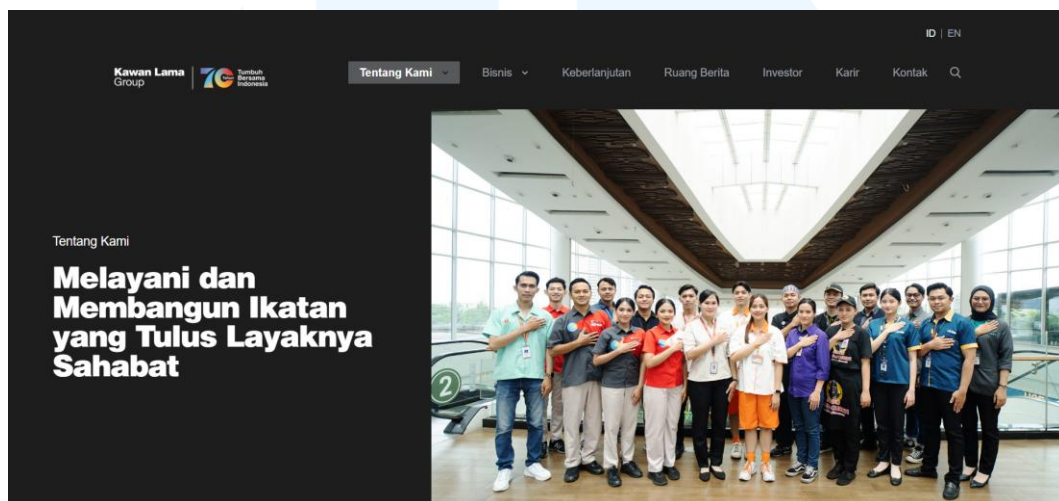 ID | EN
Kawan Lama
Group
70 Tahun
Tumbuh
Bersama
Indonesia
Tentang Kami
Bisnis
Keberlanjutan
Ruang Berita
Investor
Karir
Kontak
Tentang Kami
Melayani dan
Membangun Ikatan
yang Tulus Layaknya
Sahabat
2